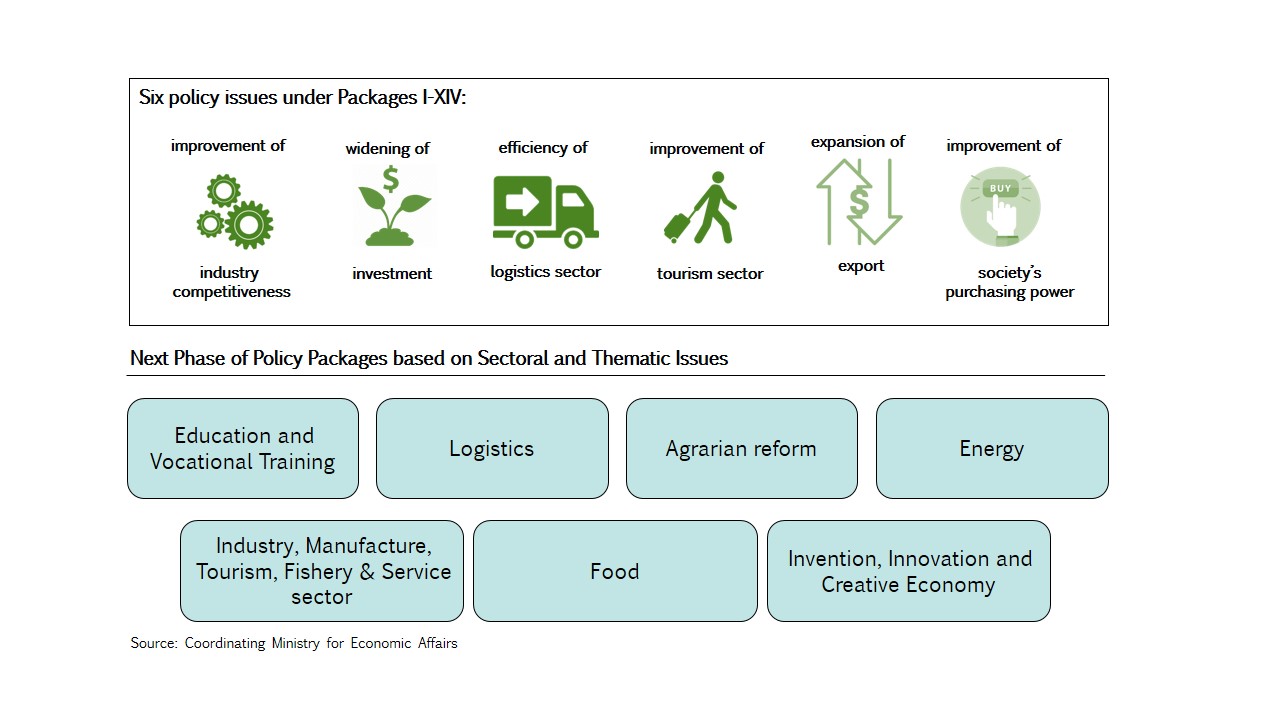 Six policy issues under Packages I-XIV:
improvement of
industry
competitiveness
widening of
$
investment
efficiency of
logistics sector
improvement of
tourism sector
expansion of
$
export
improvement of
BUY
society's
purchasing power
Next Phase of Policy Packages based on Sectoral and Thematic Issues
Education and
Vocational Training
Logistics
Agrarian reform
Energy
Industry, Manufacture,
Tourism, Fishery & Service
sector
Food
Invention, Innovation and
Creative Economy
Source: Coordinating Ministry for Economic Affairs